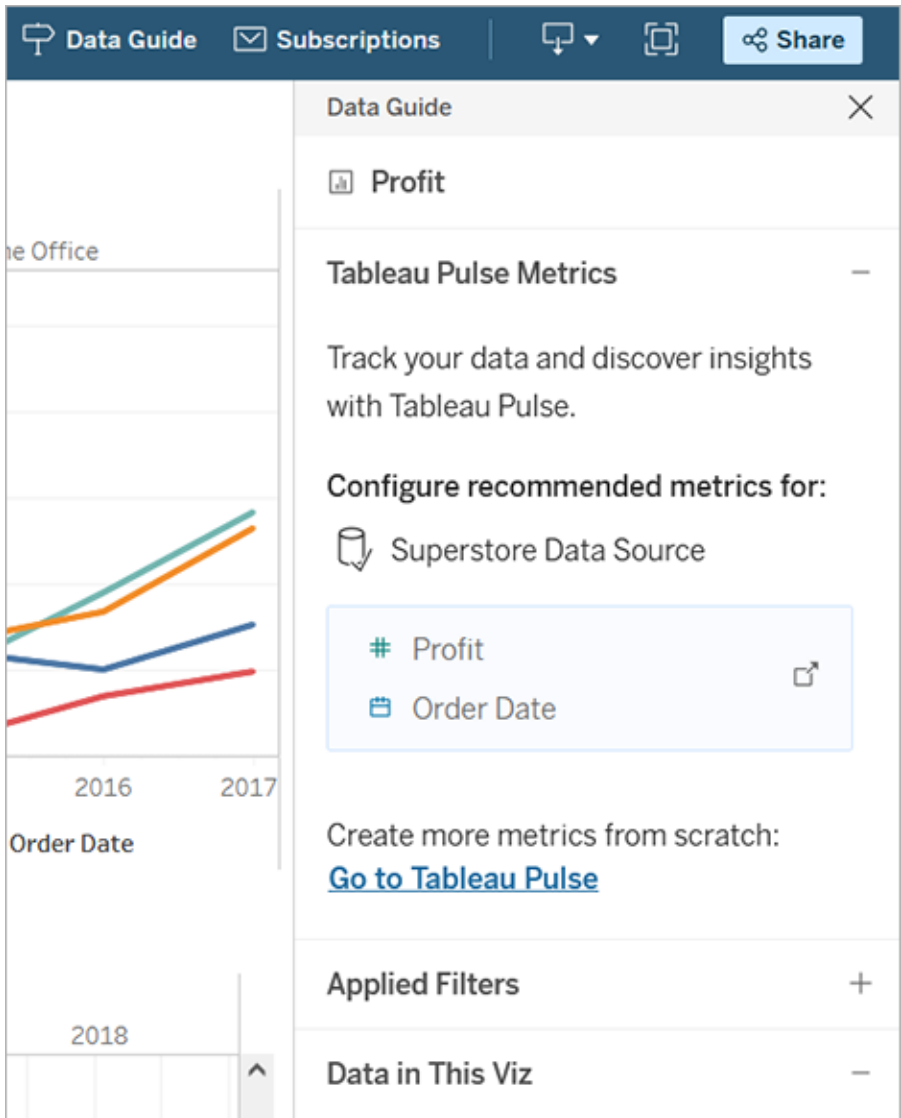 Data Guide Subscriptions Share
Data Guide
Profit
Office
Tableau Pulse Metrics
Track your data and discover insights
with Tableau Pulse.
Configure recommended metrics for:
Superstore Data Source
Profit
Order Date
2016 2017
Order Date
Create more metrics from scratch:
Go to Tableau Pulse
Applied Filters
2018
Data in This Viz